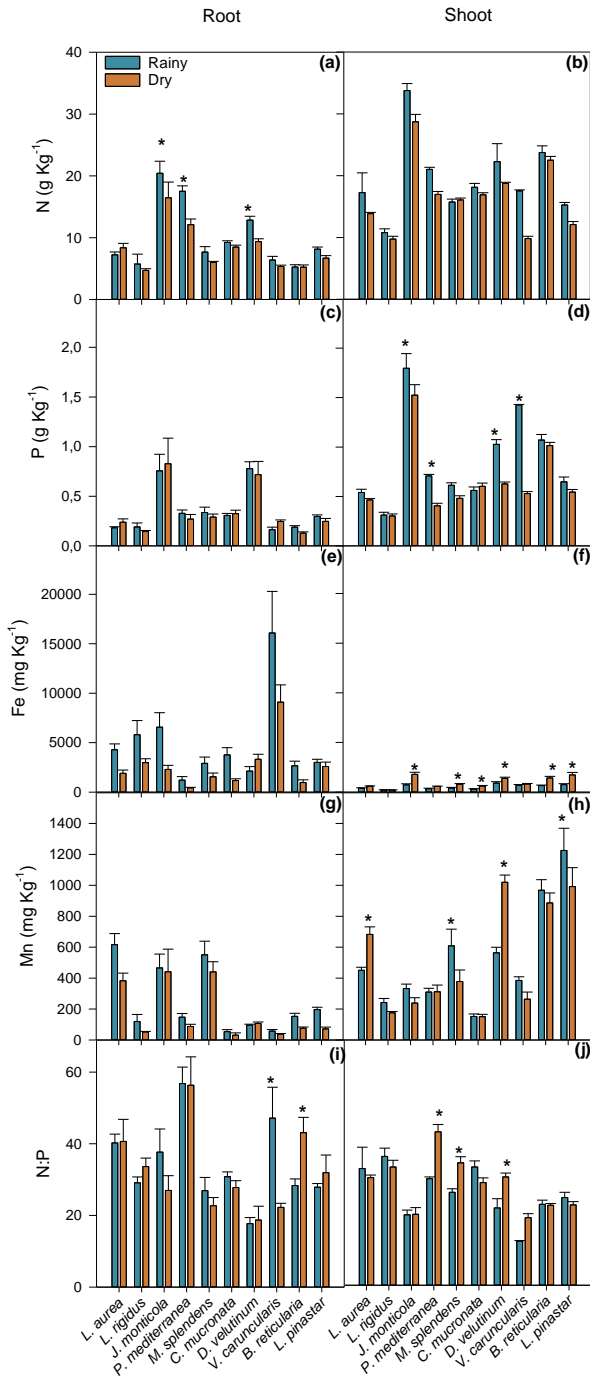 Root Shoot
(a) (b)
Rainy
Dry
N (g Kg-1)
40
30
20
10
0
* * *
(c) (d)
P (g Kg-1)
2,0
1,5
1,0
0,5
0,0
* * * *
(e) (f)
Fe (mg Kg-1)
20000
15000
10000
5000
0
* * * * * *
(g) (h)
Mn (mg Kg-1)
1400
1200
1000
800
600
400
200
0
* * * *
(i) (j)
N:P
60
40
20
0
* * * * *
L. aurea
L. rigidus
J. monticola
P. mediterranea
M. splendens
C. mucronata
D. velutinum
V. caruncularis
B. reticularia
L. pinastar
L. aurea
L. rigidus
J. monticola
P. mediterranea
M. splendens
C. mucronata
D. velutinum
V. caruncularis
B. reticularia
L. pinastar